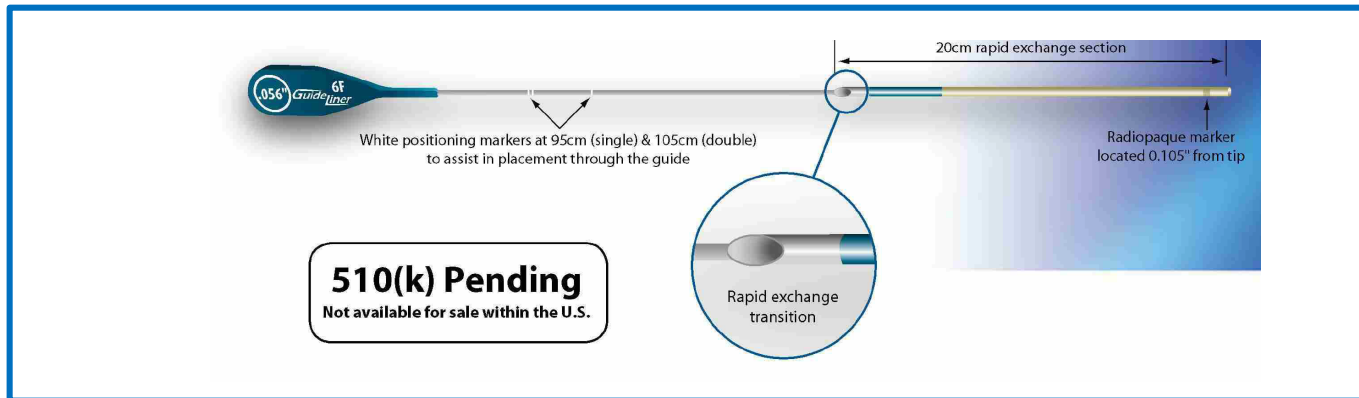 20cm rapid exchange section
.056" GuideLiner 6F
White positioning markers at 95cm (single) & 105cm (double)
to assist in placement through the guide
Radiopaque marker
located 0.105" from tip
510(k) Pending
Not available for sale within the U.S.
Rapid exchange
transition